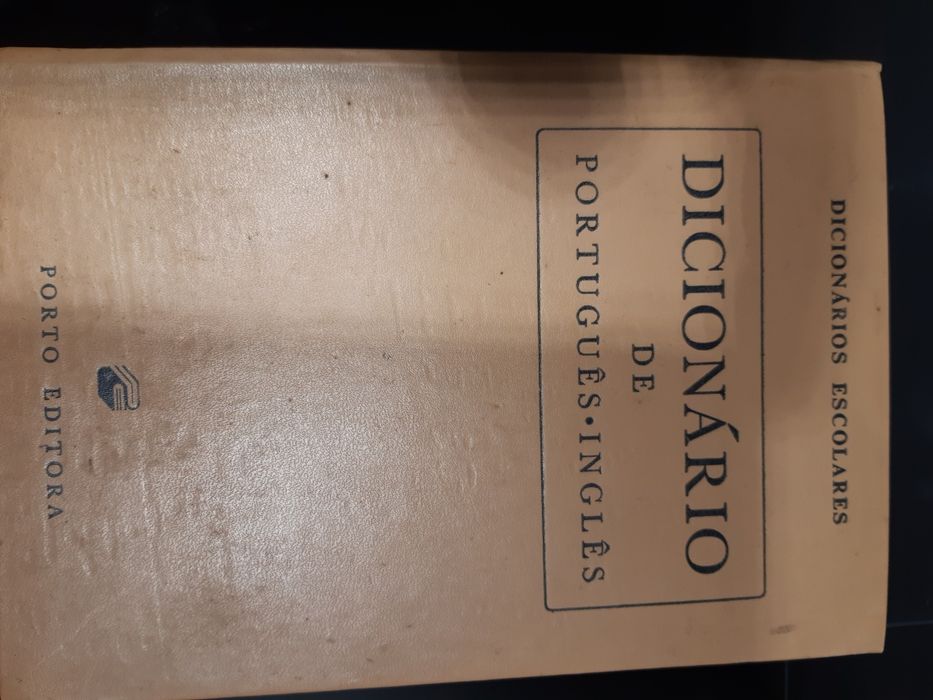 DICIONÁRIOS ESCOLARES
DICIONÁRIO
DE
PORTUGUÊS•INGLÊS
PORTO EDITORA